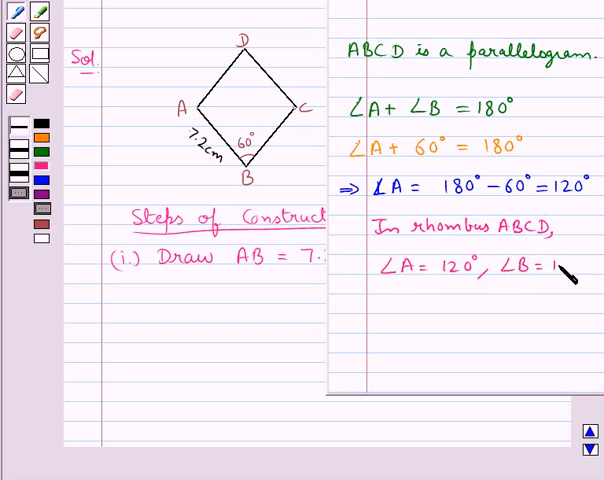 Sol.
D
A
C
7.2cm
60°
B
Steps of Construct
(i.) Draw AB = 7.
ABCD is a parallelogram.
∠A + ∠B = 180°
∠A + 60° = 180°
⇒ ∠A = 180° - 60° = 120°
In rhombus ABCD,
∠A = 120°, ∠B = 1